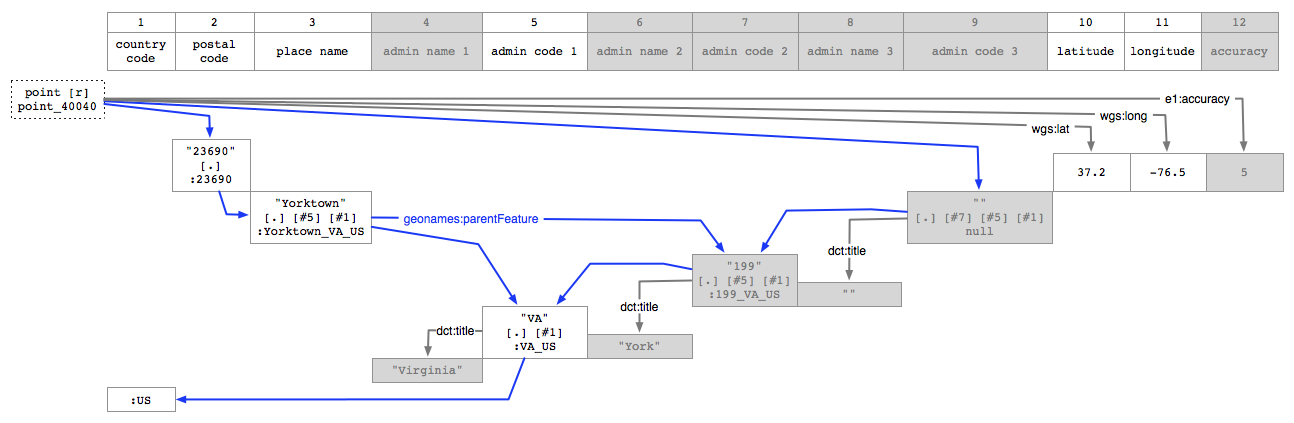 1 2 3 4 5 6 7 8 9 10 11 12
country code
postal code
place name
admin name 1
admin code 1
admin name 2
admin code 2
admin name 3
admin code 3
latitude
longitude
accuracy
point [r]
point_40040
e1:accuracy
wgs:long
wgs:lat
"23690"
[.]
:23690
37.2
-76.5
5
"Yorktown"
[.] [#5] [#1]
:Yorktown_VA_US
geonames:parentFeature
""
[.] [#7] [#5] [#1]
null
dct:title
"199"
[.] [#5] [#1]
:199_VA_US
""
dct:title
"VA"
[.] [#1]
:VA_US
"York"
dct:title
"Virginia"
:US